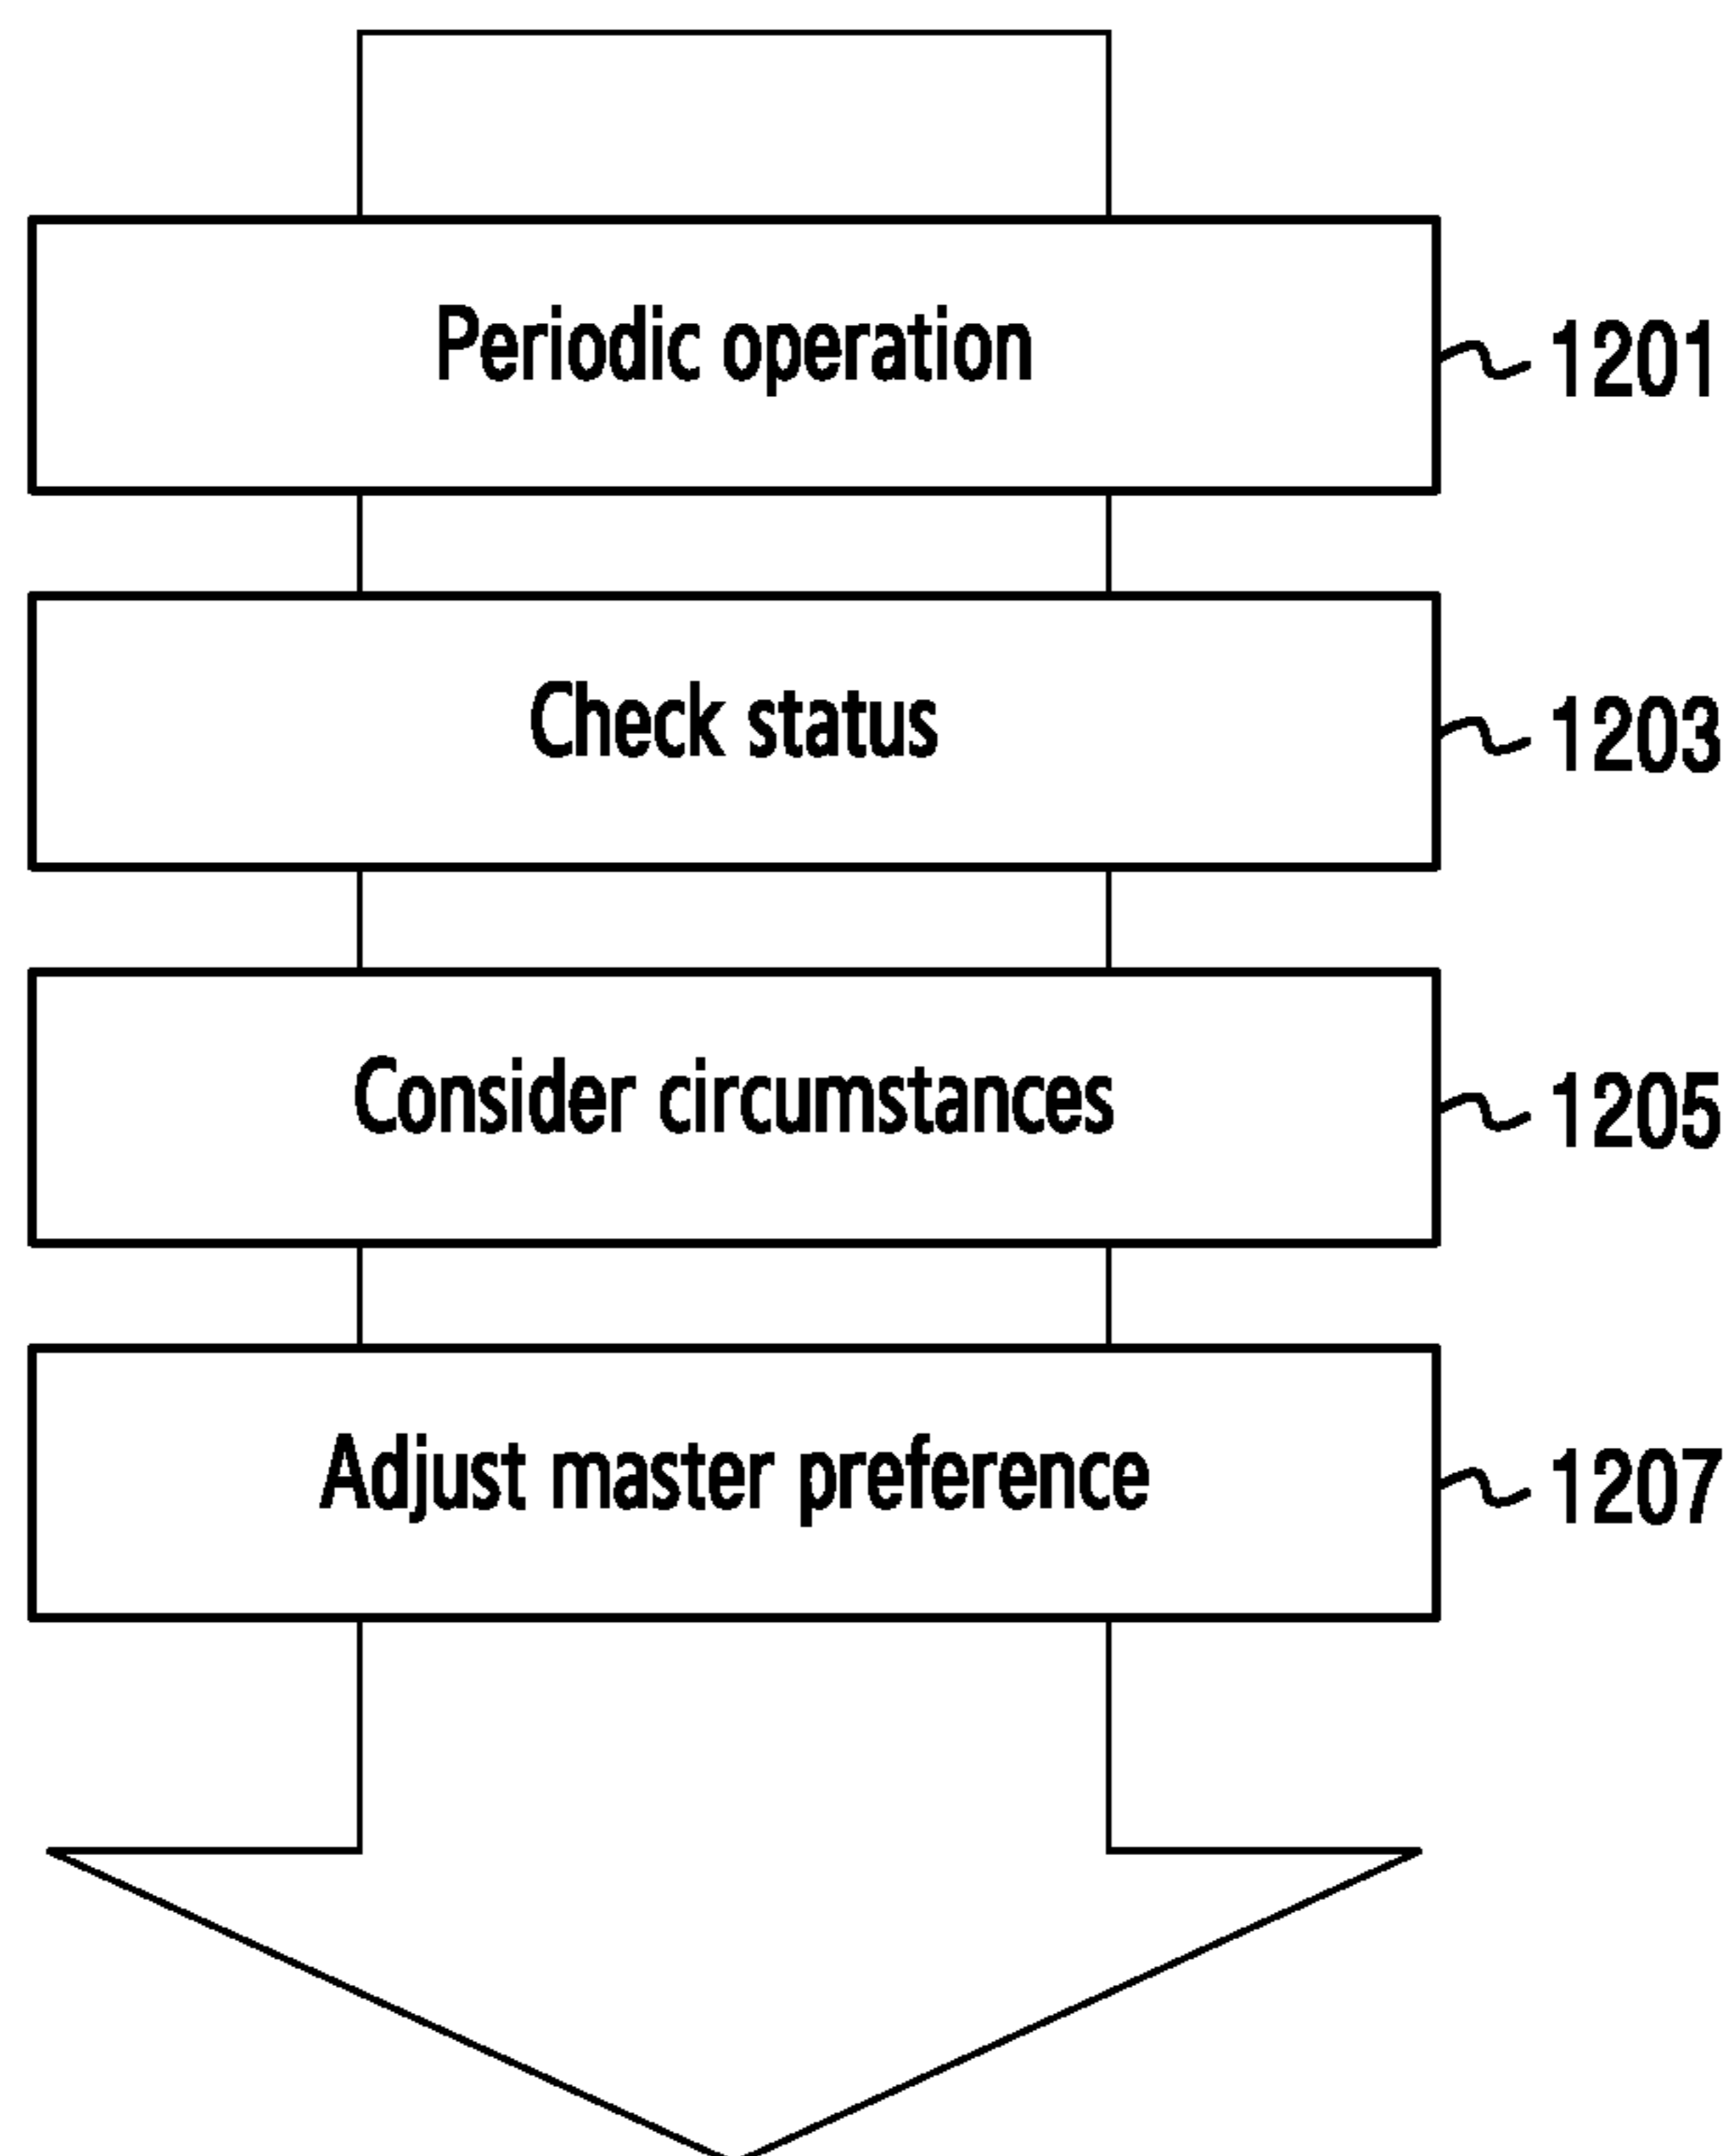 Periodic operation 1201
Check status 1203
Consider circumstances 1205
Adjust master preference 1207